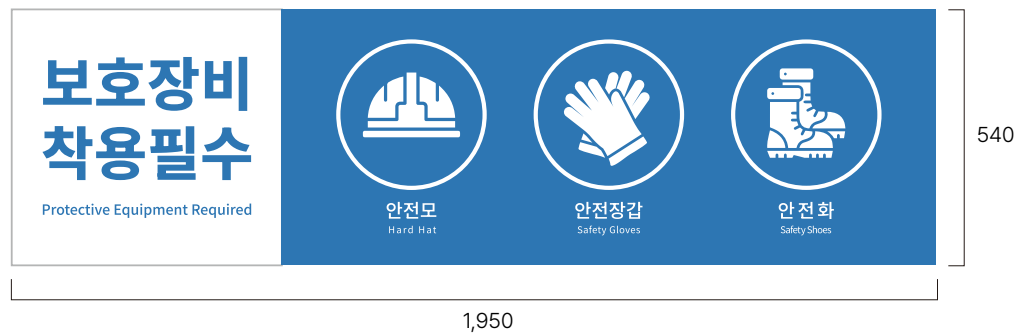 보호장비
착용필수
Protective Equipment Required
안전모
Hard Hat
안전장갑
Safety Gloves
안전화
Safety Shoes
540
1,950